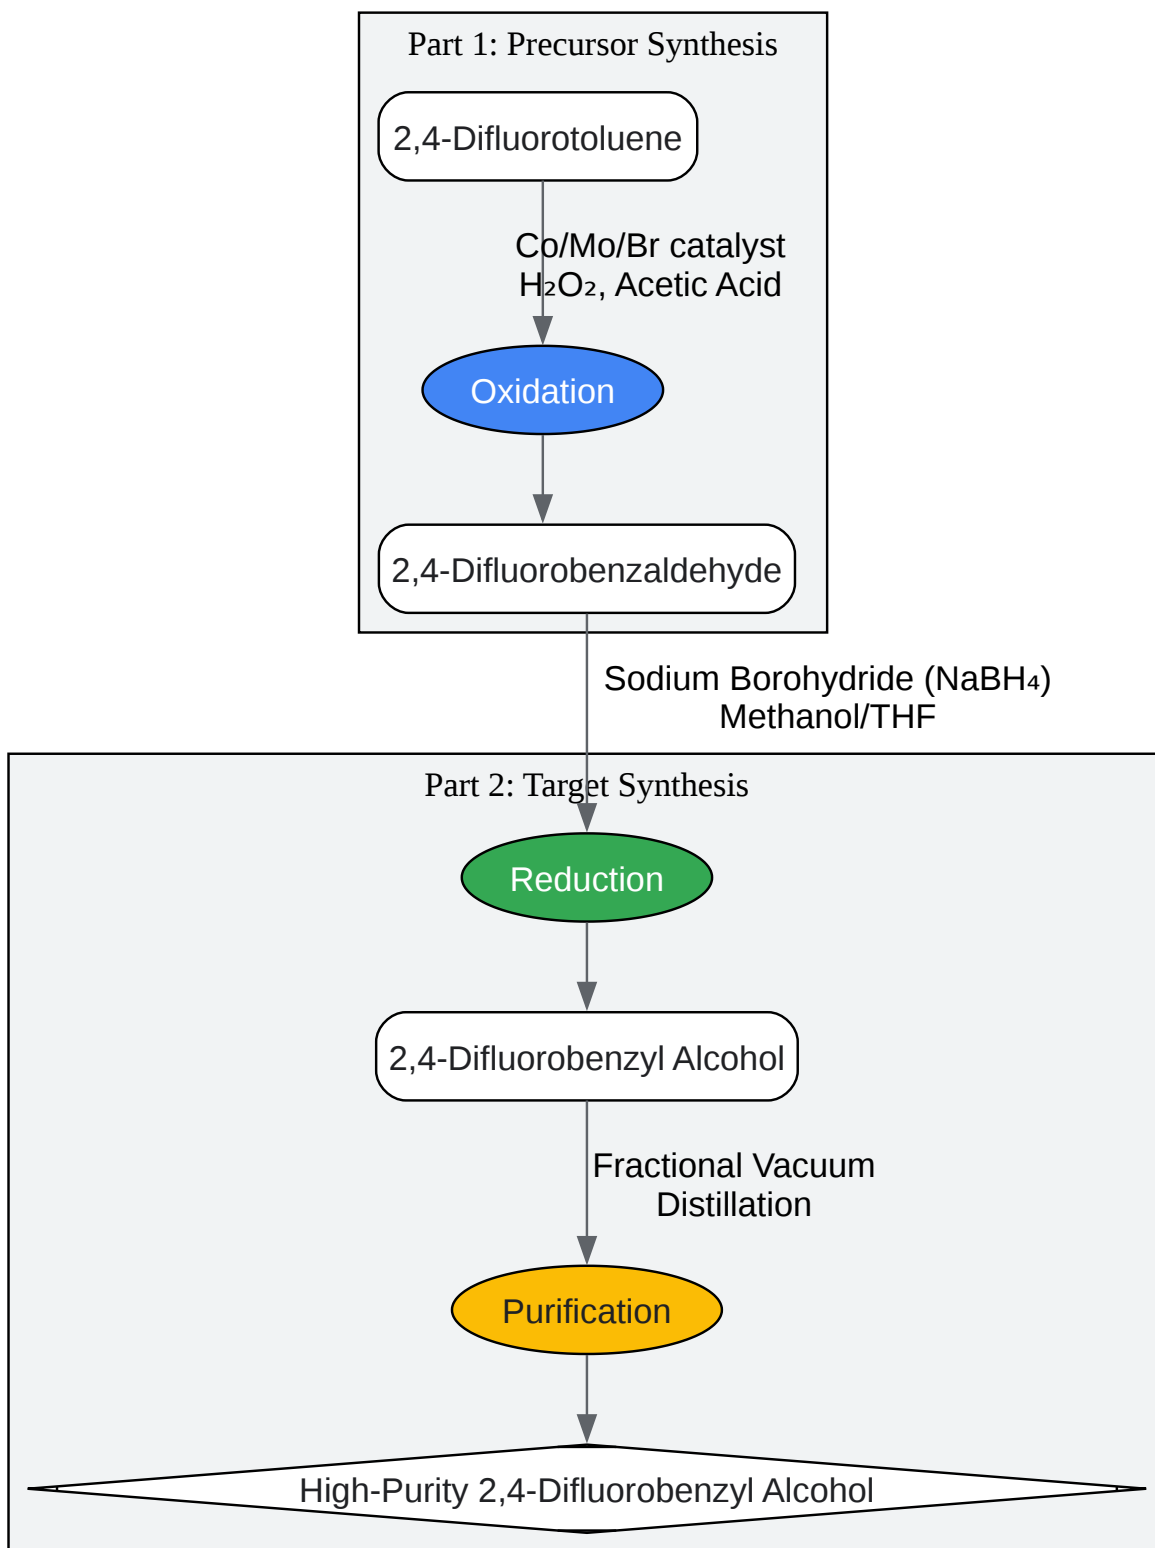 Part 1: Precursor Synthesis
2,4-Difluorotoluene
Co/Mo/Br catalyst
H₂O₂, Acetic Acid
Oxidation
2,4-Difluorobenzaldehyde
Sodium Borohydride (NaBH₄)
Methanol/THF
Part 2: Target Synthesis
Reduction
2,4-Difluorobenzyl Alcohol
Fractional Vacuum
Distillation
Purification
High-Purity 2,4-Difluorobenzyl Alcohol